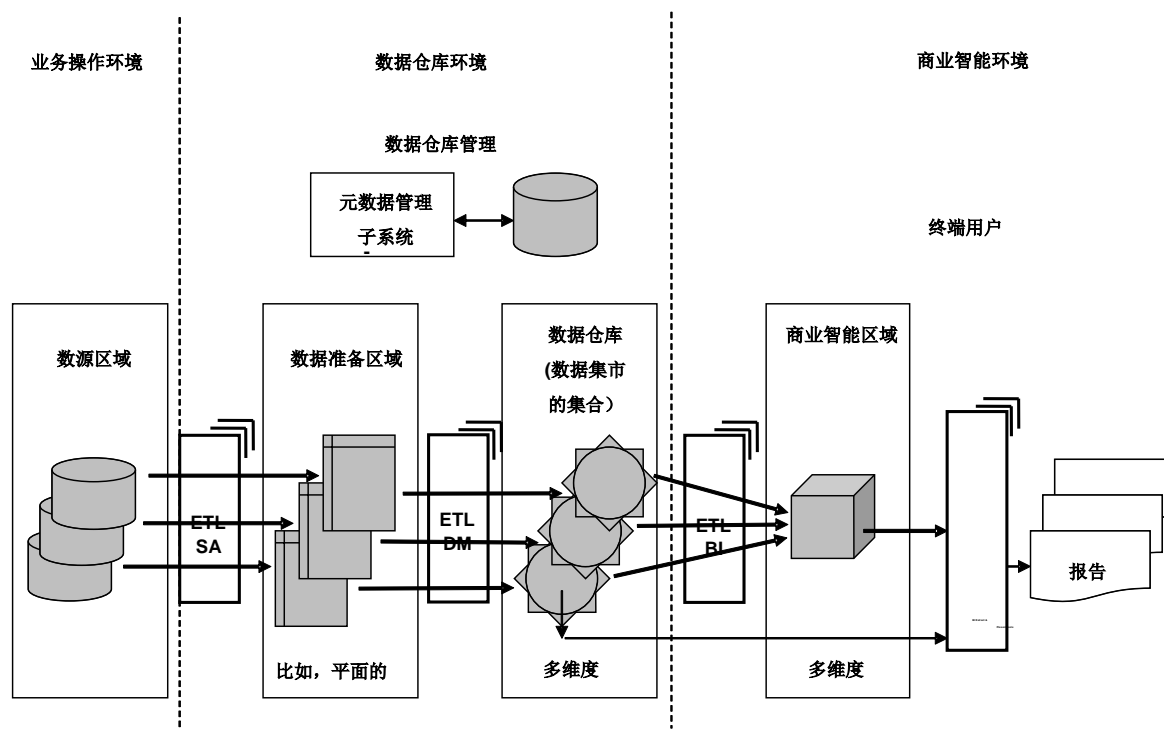 业务操作环境
数据仓库环境
商业智能环境
数据仓库管理
元数据管理
子系统
终端用户
数源区域
数据准备区域
数据仓库
(数据集市
的集合）
商业智能区域
ETL
SA
ETL
DM
ETL
BI
报告
比如，平面的
多维度
多维度